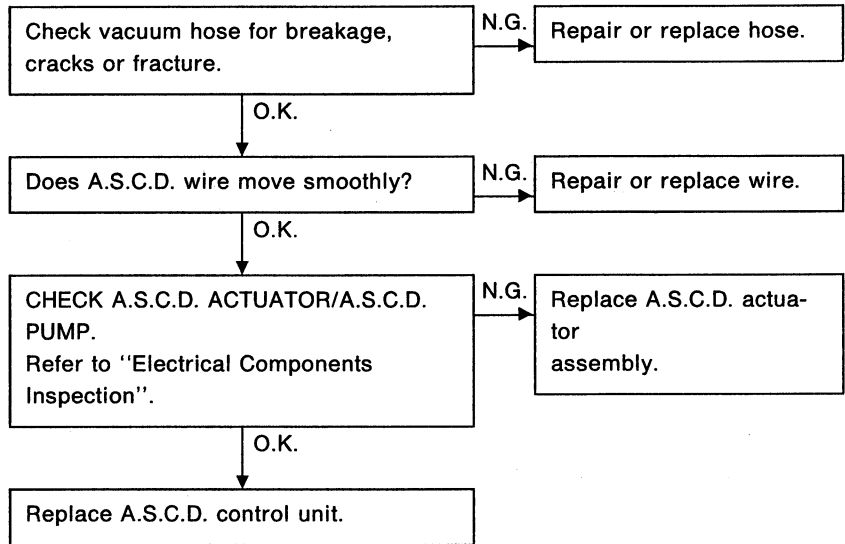 Check vacuum hose for breakage,
cracks or fracture.
N.G.
Repair or replace hose.
O.K.
Does A.S.C.D. wire move smoothly?
N.G.
Repair or replace wire.
O.K.
CHECK A.S.C.D. ACTUATOR/A.S.C.D.
PUMP.
Refer to ‘‘Electrical Components
Inspection’’.
N.G.
Replace A.S.C.D. actua-
tor
assembly.
O.K.
Replace A.S.C.D. control unit.